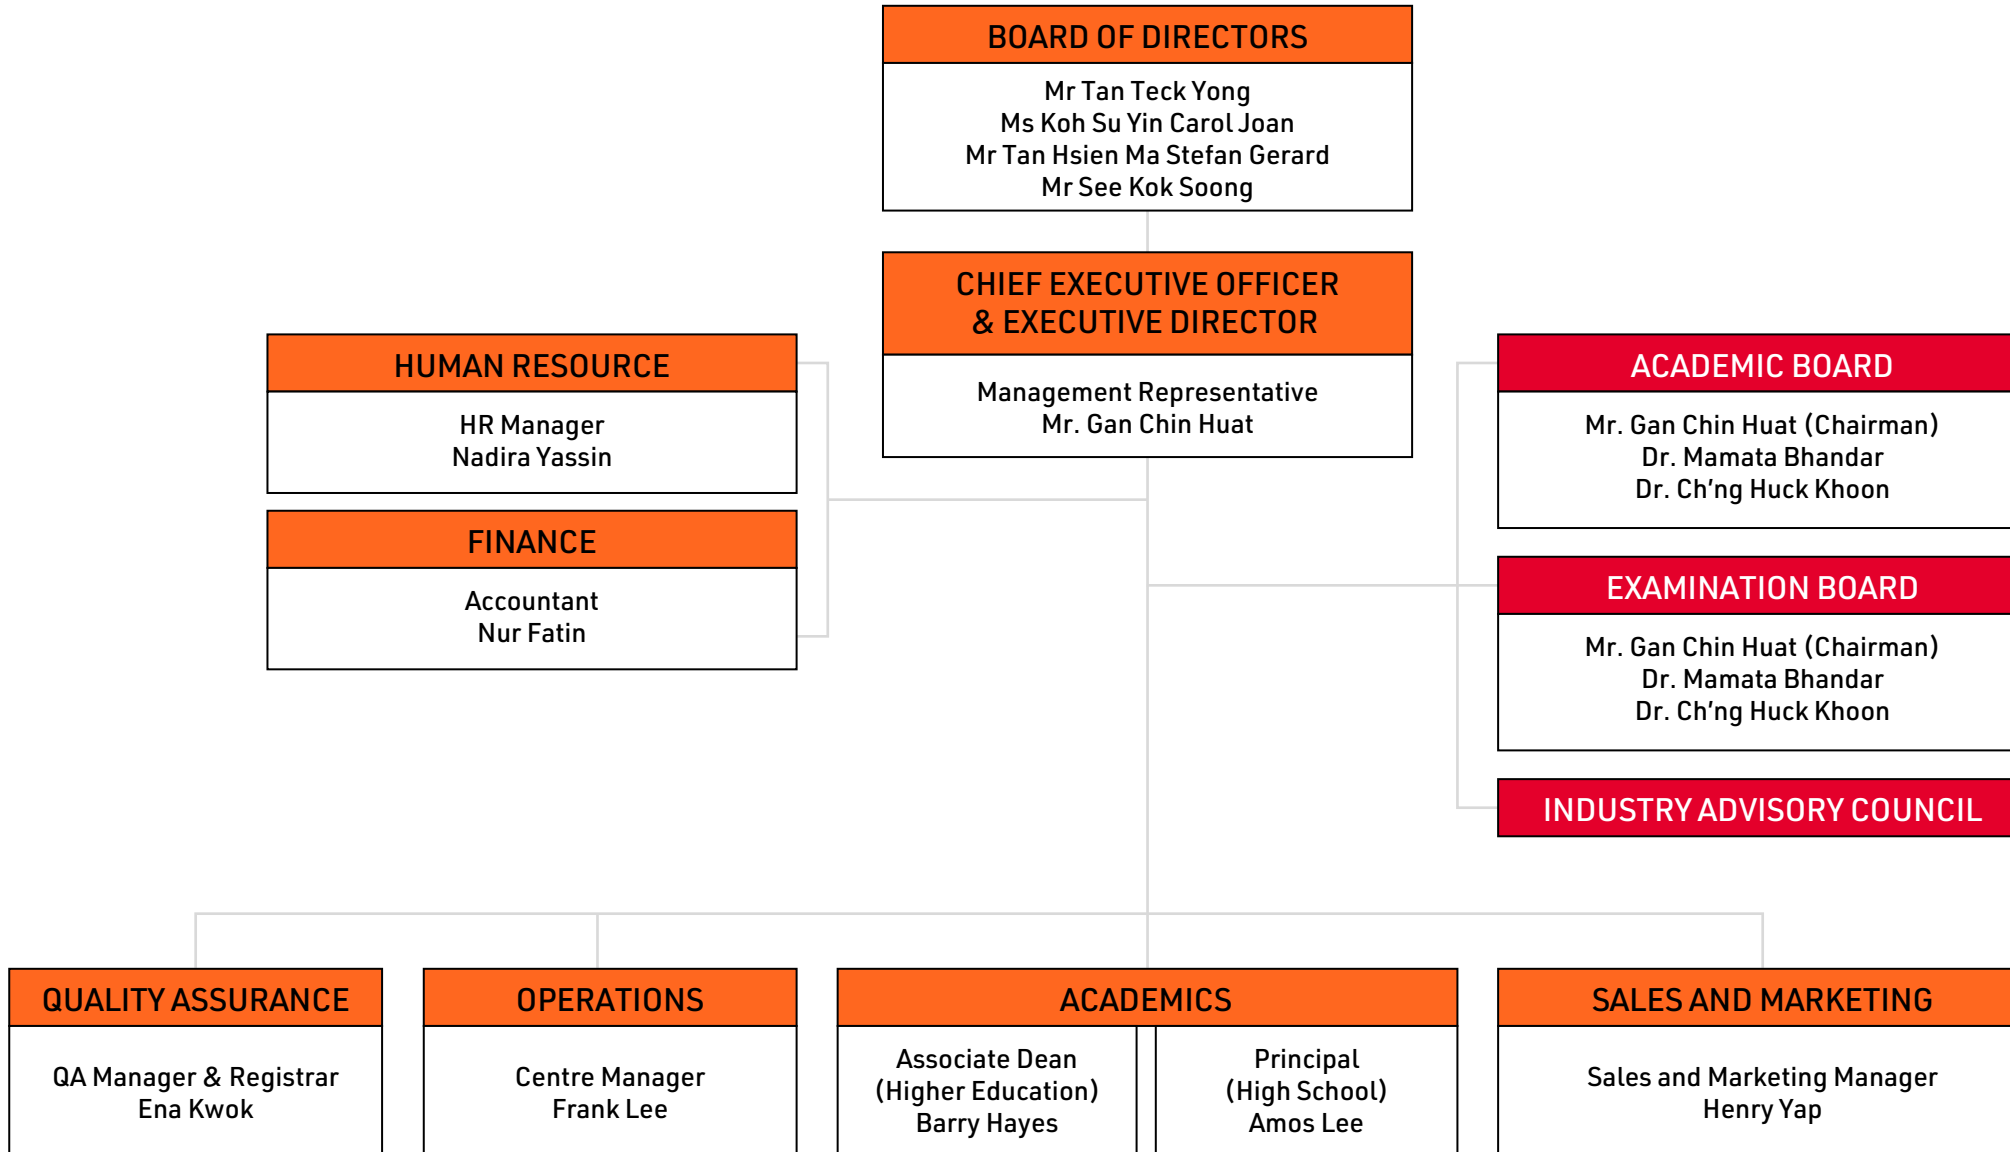 BOARD OF DIRECTORS
Mr Tan Teck Yong
Ms Koh Su Yin Carol Joan
Mr Tan Hsien Ma Stefan Gerard
Mr See Kok Soong
CHIEF EXECUTIVE OFFICER
& EXECUTIVE DIRECTOR
Management Representative
Mr. Gan Chin Huat
HUMAN RESOURCE
HR Manager
Nadira Yassin
FINANCE
Accountant
Nur Fatin
ACADEMIC BOARD
Mr. Gan Chin Huat (Chairman)
Dr. Mamata Bhandar
Dr. Ch'ng Huck Khoon
EXAMINATION BOARD
Mr. Gan Chin Huat (Chairman)
Dr. Mamata Bhandar
Dr. Ch'ng Huck Khoon
INDUSTRY ADVISORY COUNCIL
QUALITY ASSURANCE
QA Manager & Registrar
Ena Kwok
OPERATIONS
Centre Manager
Frank Lee
ACADEMICS
Associate Dean
(Higher Education)
Barry Hayes
Principal
(High School)
Amos Lee
SALES AND MARKETING
Sales and Marketing Manager
Henry Yap